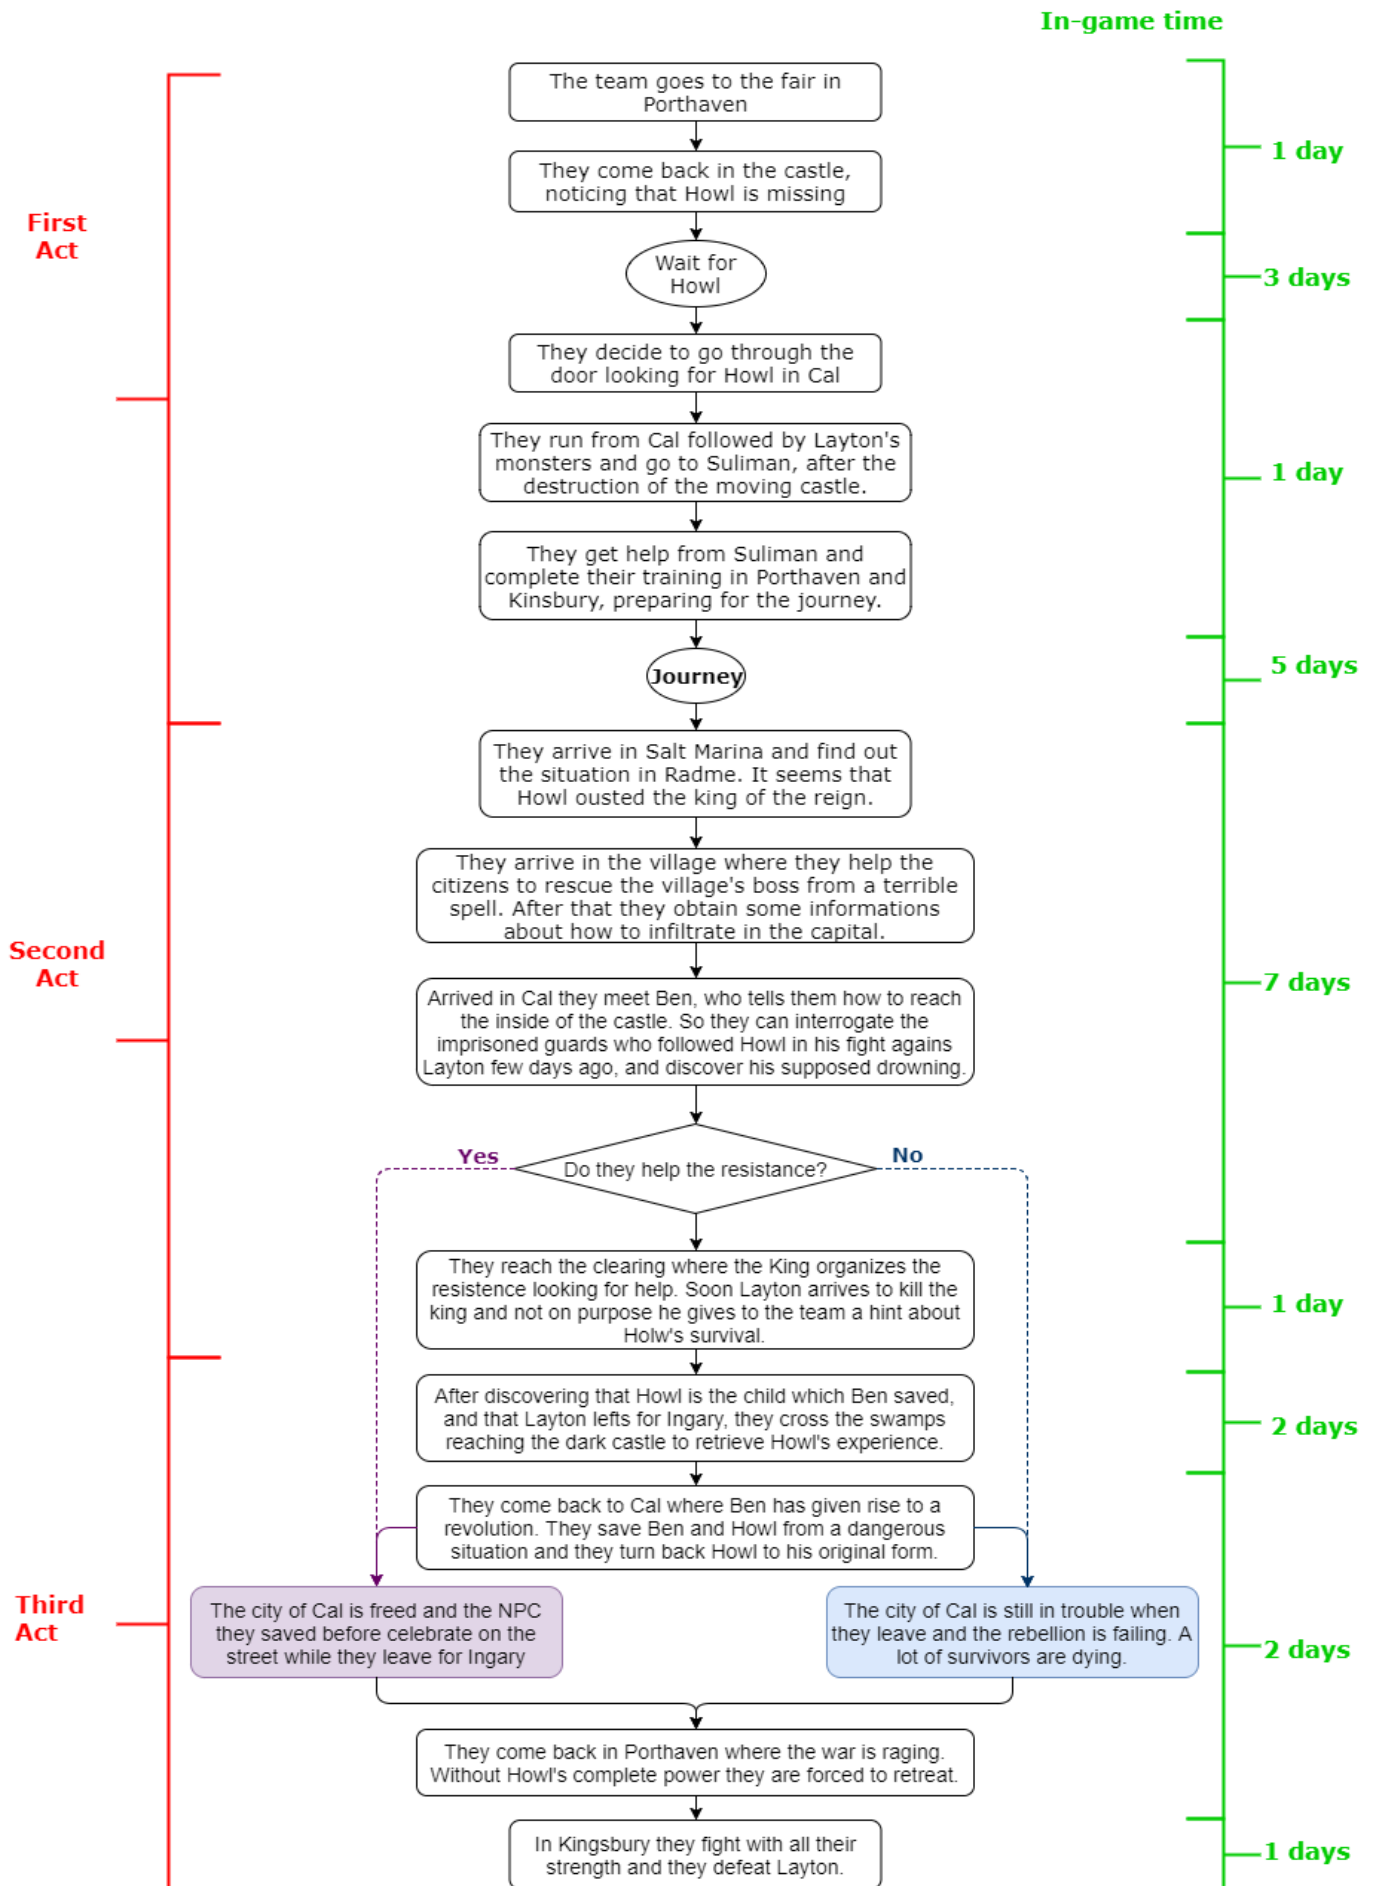 In-game time
The team goes to the fair in
Porthaven
1 day
They come back in the castle,
noticing that Howl is missing
First
Act
Wait for
Howl
3 days
They decide to go through the
door looking for Howl in Cal
They run from Cal followed by Layton's
monsters and go to Suliman, after the
destruction of the moving castle.
1 day
They get help from Suliman and
complete their training in Porthaven and
Kinsbury, preparing for the journey.
Journey
5 days
They arrive in Salt Marina and find out
the situation in Radme. It seems that
Howl ousted the king of the reign.
They arrive in the village where they help the
citizens to rescue the village's boss from a terrible
spell. After that they obtain some informations
about how to infiltrate in the capital.
Second
Act
7 days
Arrived in Cal they meet Ben, who tells them how to reach
the inside of the castle. So they can interrogate the
imprisoned guards who followed Howl in his fight agains
Layton few days ago, and discover his supposed drowning.
Yes
Do they help the resistance?
No
They reach the clearing where the King organizes the
resistence looking for help. Soon Layton arrives to kill the
king and not on purpose he gives to the team a hint about
Holw's survival.
1 day
After discovering that Howl is the child which Ben saved,
and that Layton lefts for Ingary, they cross the swamps
reaching the dark castle to retrieve Howl's experience.
2 days
They come back to Cal where Ben has given rise to a
revolution. They save Ben and Howl from a dangerous
situation and they turn back Howl to his original form.
Third
Act
The city of Cal is freed and the NPC
they saved before celebrate on the
street while they leave for Ingary
The city of Cal is still in trouble when
they leave and the rebellion is failing. A
lot of survivors are dying.
2 days
They come back in Porthaven where the war is raging.
Without Howl's complete power they are forced to retreat.
In Kingsbury they fight with all their
strength and they defeat Layton.
1 days